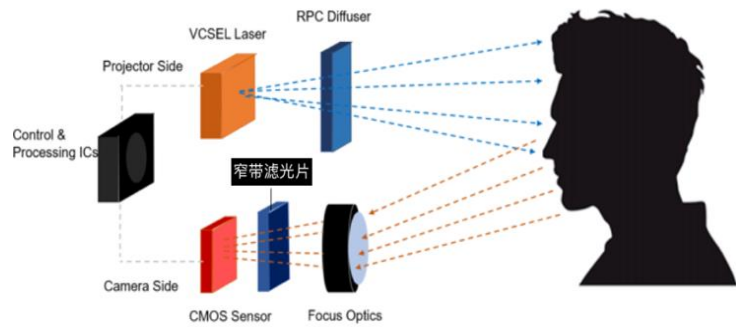 RPC Diffuser
VCSEL Laser
Projector Side
Control &
Processing ICs
窄带滤光片
Camera Side
CMOS Sensor
Focus Optics